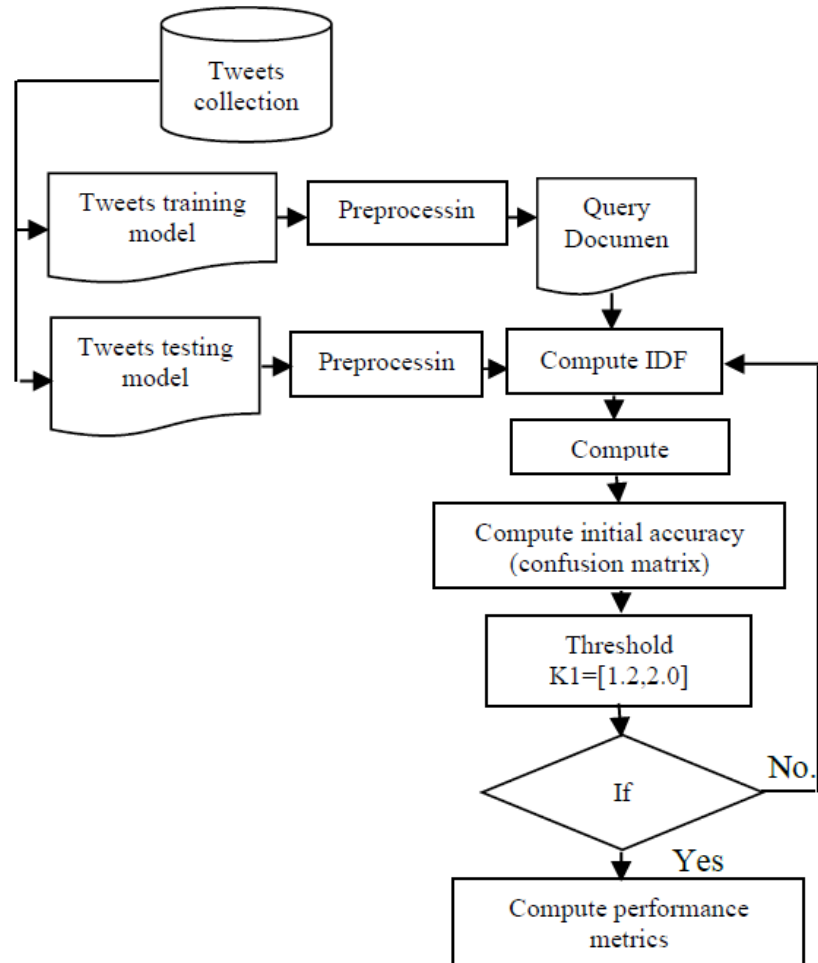 Tweets
collection
Tweets training
model
Preprocessin
Query
Documen
Tweets testing
model
Preprocessin
Compute IDF
Compute
Compute initial accuracy
(confusion matrix)
Threshold
K1=[1.2,2.0]
If
No.
Yes
Compute performance
metrics